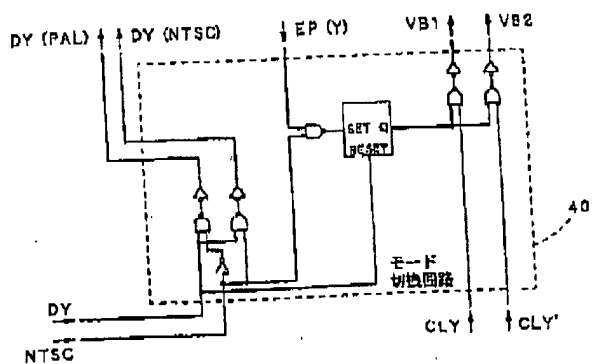 DY (PAL)
DY (NTSC)
EP (Y)
VB1
VB2
SET Q
RESET
40
モード
切換回路
DY
NTSC
CLY
CLY'